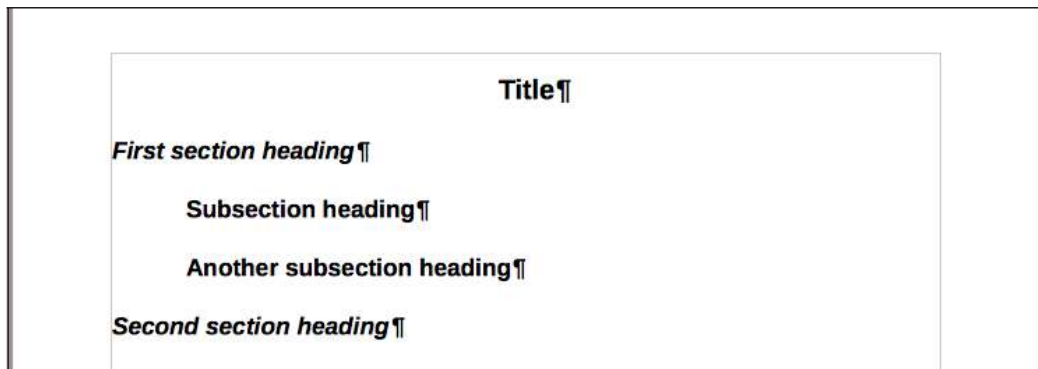 Title¶
First section heading¶
Subsection heading¶
Another subsection heading¶
Second section heading¶